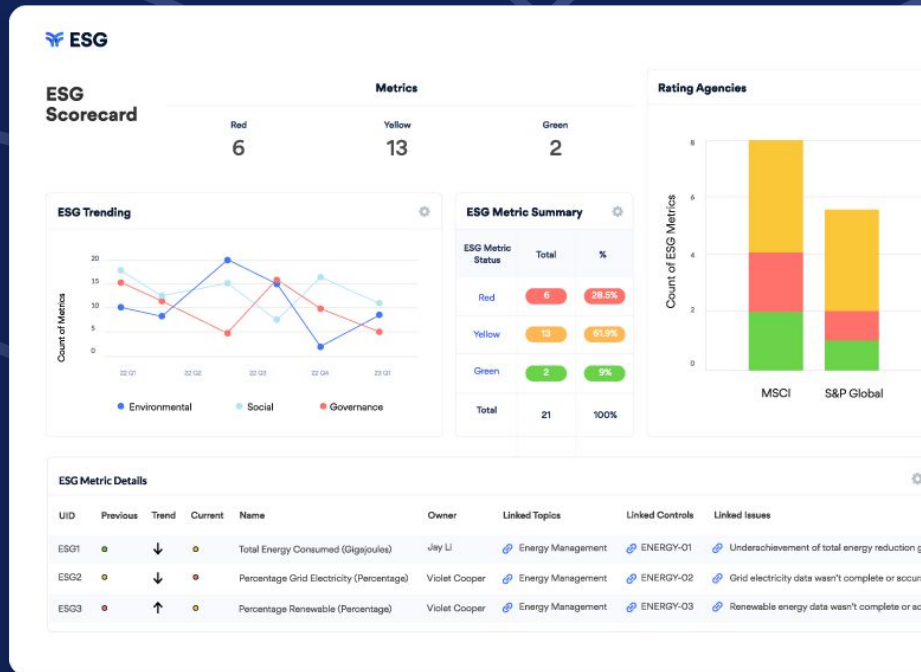 ESG
ESG
Scorecard
Metrics
Red
Yellow
Green
6
13
2
Rating Agencies
8
6
4
2
0
Count of ESG Metrics
MSCI
S&P Global
ESG Trending
20
15
10
5
0
Count of Metrics
22 Q1
22 Q2
22 Q3
22 Q4
23 Q1
Environmental
Social
Governance
ESG Metric Summary
ESG Metric
Status
Total
%
Red 6 28.5%
Yellow 13 61.9%
Green 2 9%
Total 21 100%
ESG Metric Details
UID Previous Trend Current Name Owner Linked Topics Linked Controls Linked Issues
ESG1 Total Energy Consumed (Gigajoules) Jay Li Energy Management ENERGY-01 Underachievement of total energy reduction g
ESG2 Percentage Grid Electricity (Percentage) Violet Cooper Energy Management ENERGY-02 Grid electricity data wasn't complete or accur
ESG3 Percentage Renewable (Percentage) Violet Cooper Energy Management ENERGY-03 Renewable energy data wasn't complete or ac